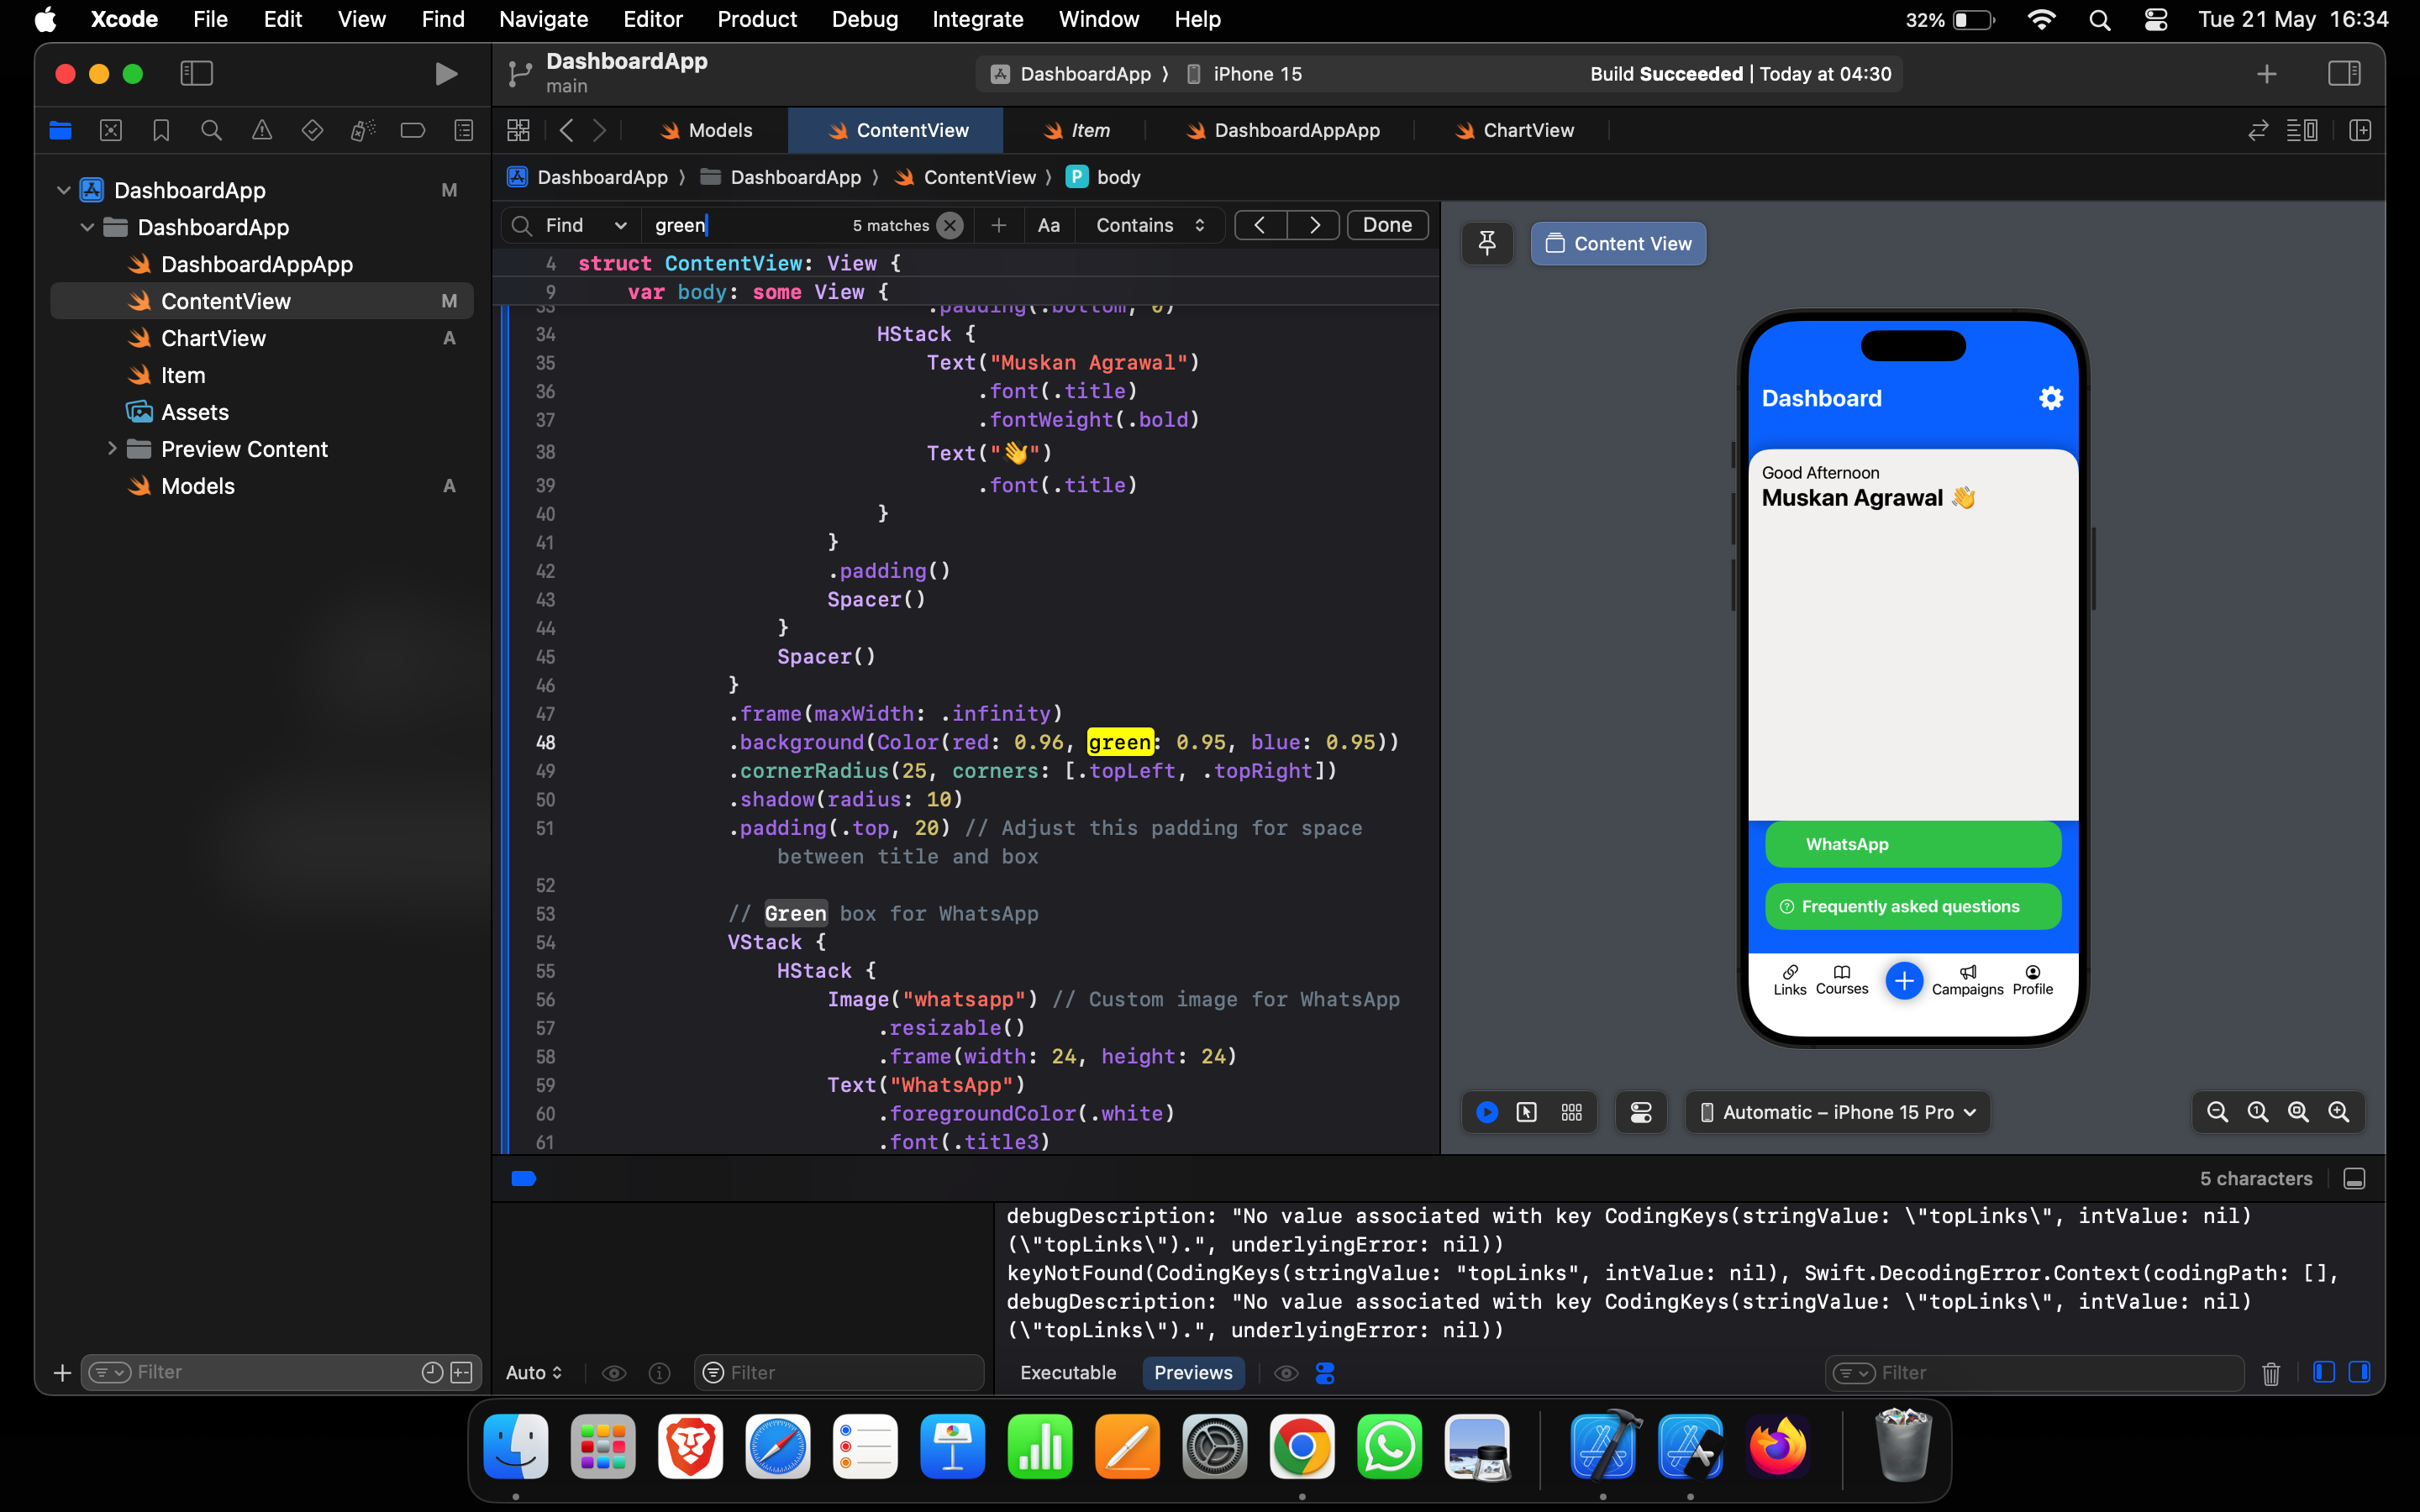 Xcode File Edit View Find Navigate Editor Product Debug Integrate Window Help 32% Tue 21 May 16:34
DashboardApp
main
DashboardApp 〉 iPhone 15 Build Succeeded | Today at 04:30
Models ContentView Item DashboardAppApp ChartView
DashboardApp 〉 DashboardApp 〉 ContentView 〉 P body
DashboardApp M
DashboardApp
DashboardAppApp
ContentView M
ChartView A
Item
Assets
Preview Content
Models A
Filter
Find green 5 matches Aa Contains Done
4 struct ContentView: View {
9 var body: some View {
33 .padding(.bottom, 0)
34 HStack {
35 Text("Muskan Agrawal")
36 .font(.title)
37 .fontWeight(.bold)
38 Text("👋")
39 .font(.title)
40 }
41 }
42 .padding()
43 Spacer()
44 }
45 Spacer()
46 }
47 .frame(maxWidth: .infinity)
48 .background(Color(red: 0.96, green: 0.95, blue: 0.95))
49 .cornerRadius(25, corners: [.topLeft, .topRight])
50 .shadow(radius: 10)
51 .padding(.top, 20) // Adjust this padding for space
between title and box
52
53 // Green box for WhatsApp
54 VStack {
55 HStack {
56 Image("whatsapp") // Custom image for WhatsApp
57 .resizable()
58 .frame(width: 24, height: 24)
59 Text("WhatsApp")
60 .foregroundColor(.white)
61 .font(.title3)
Content View
Dashboard
Good Afternoon
Muskan Agrawal 👋
WhatsApp
Frequently asked questions
Links Courses Campaigns Profile
Automatic – iPhone 15 Pro
5 characters
debugDescription: "No value associated with key CodingKeys(stringValue: \"topLinks\", intValue: nil)
(\"topLinks\").", underlyingError: nil))
keyNotFound(CodingKeys(stringValue: "topLinks", intValue: nil), Swift.DecodingError.Context(codingPath: [],
debugDescription: "No value associated with key CodingKeys(stringValue: \"topLinks\", intValue: nil)
(\"topLinks\").", underlyingError: nil))
Auto Filter Executable Previews Filter